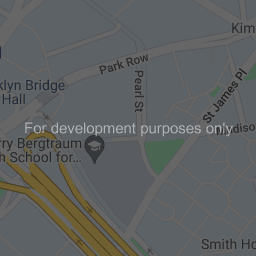 Kim
Park Row
klyn Bridge
Hall
Pearl St
St James Pl
For development purposes only
Madiso
rry Bergtraum
h School for...
Smith Ho